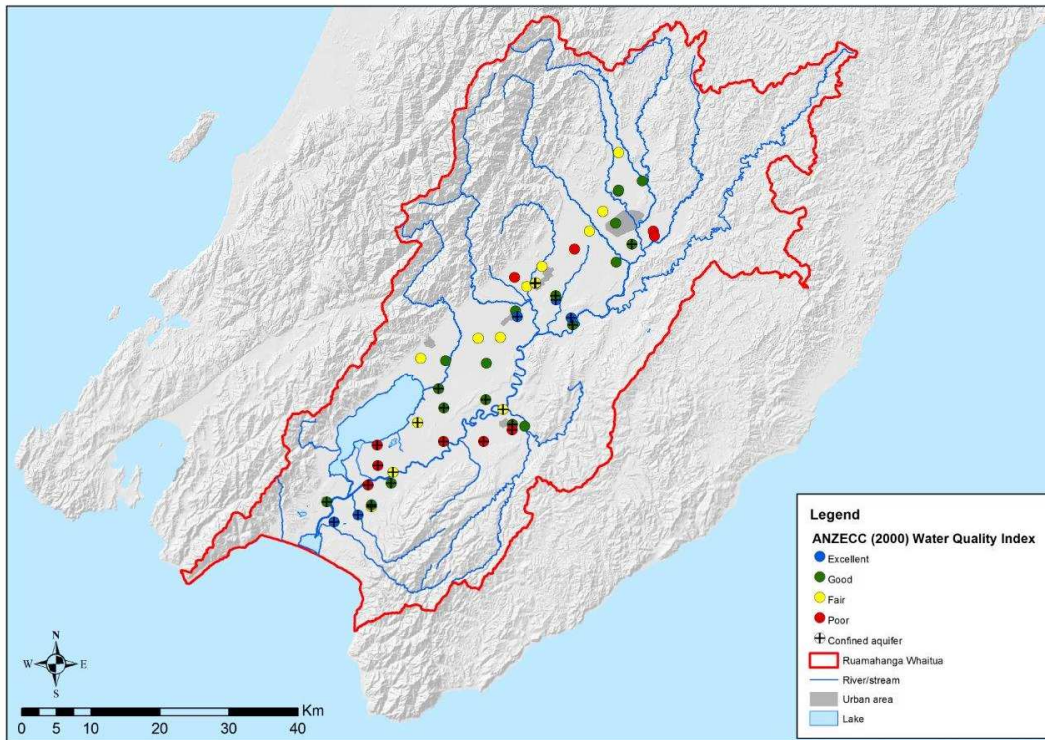 Legend
ANZECC (2000) Water Quality Index
Excellent
Good
Fair
Poor
Confined aquifer
Ruamahanga Whaitua
River/stream
Urban area
Lake
N
W E
S
Km
0 5 10 20 30 40